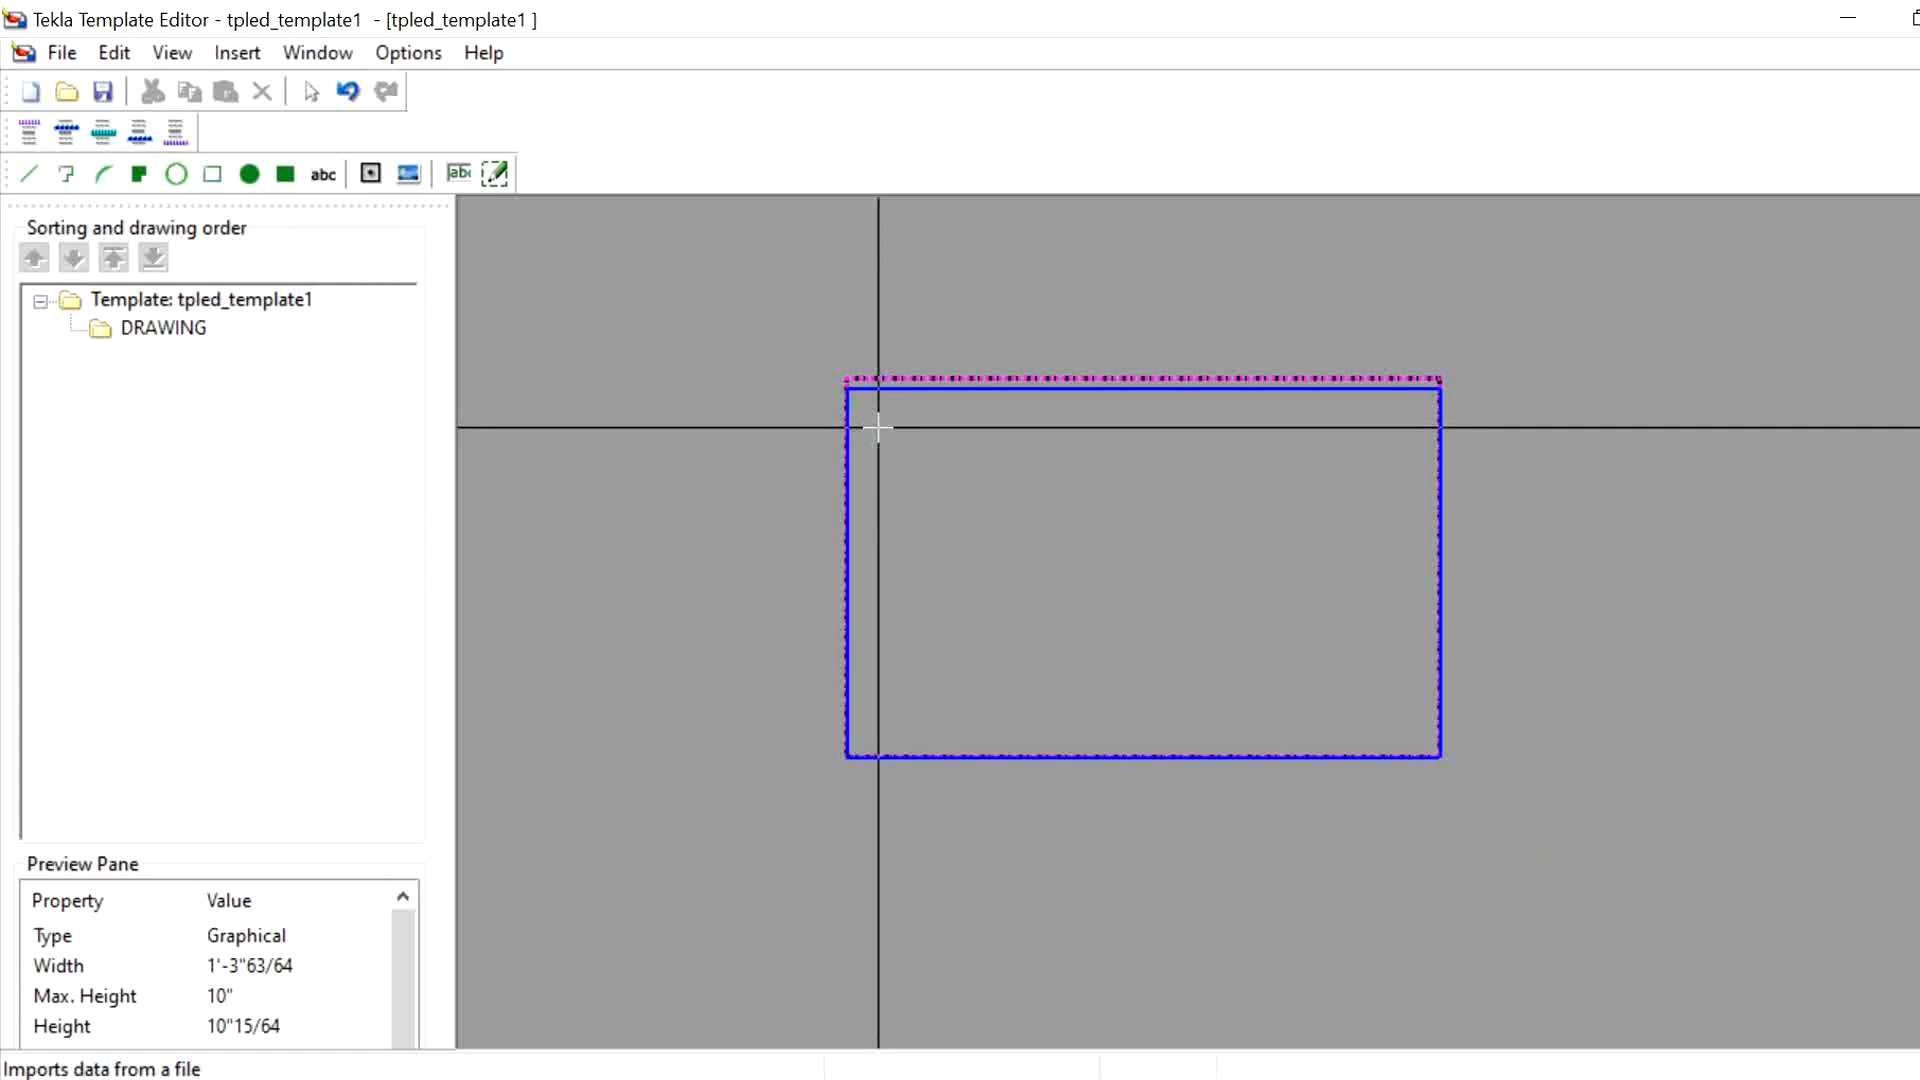 Tekla Template Editor - tpled_template1 - [tpled_template1 ]
File Edit View Insert Window Options Help
abc abc
Sorting and drawing order
Template: tpled_template1
DRAWING
Preview Pane
Property Value
Type Graphical
Width 1'-3"63/64
Max. Height 10"
Height 10"15/64
Imports data from a file